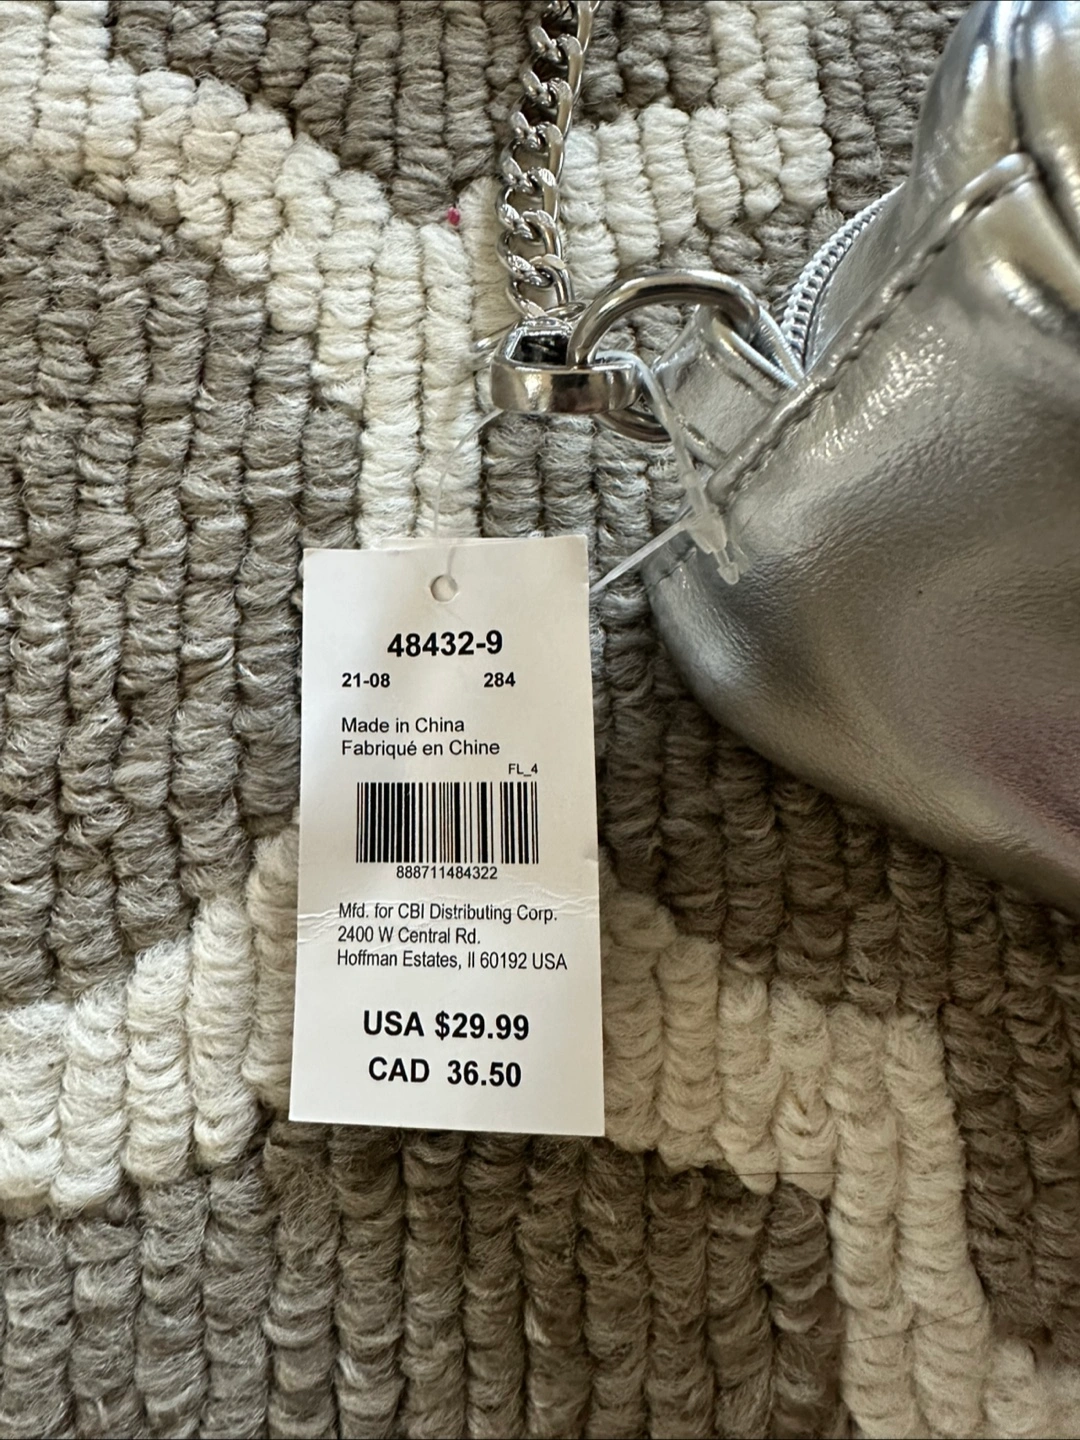 48432-9
21-08 284
Made in China
Fabriqué en Chine
FL_4
888711484322
Mfd. for CBI Distributing Corp.
2400 W Central Rd.
Hoffman Estates, Il 60192 USA
USA $29.99
CAD 36.50